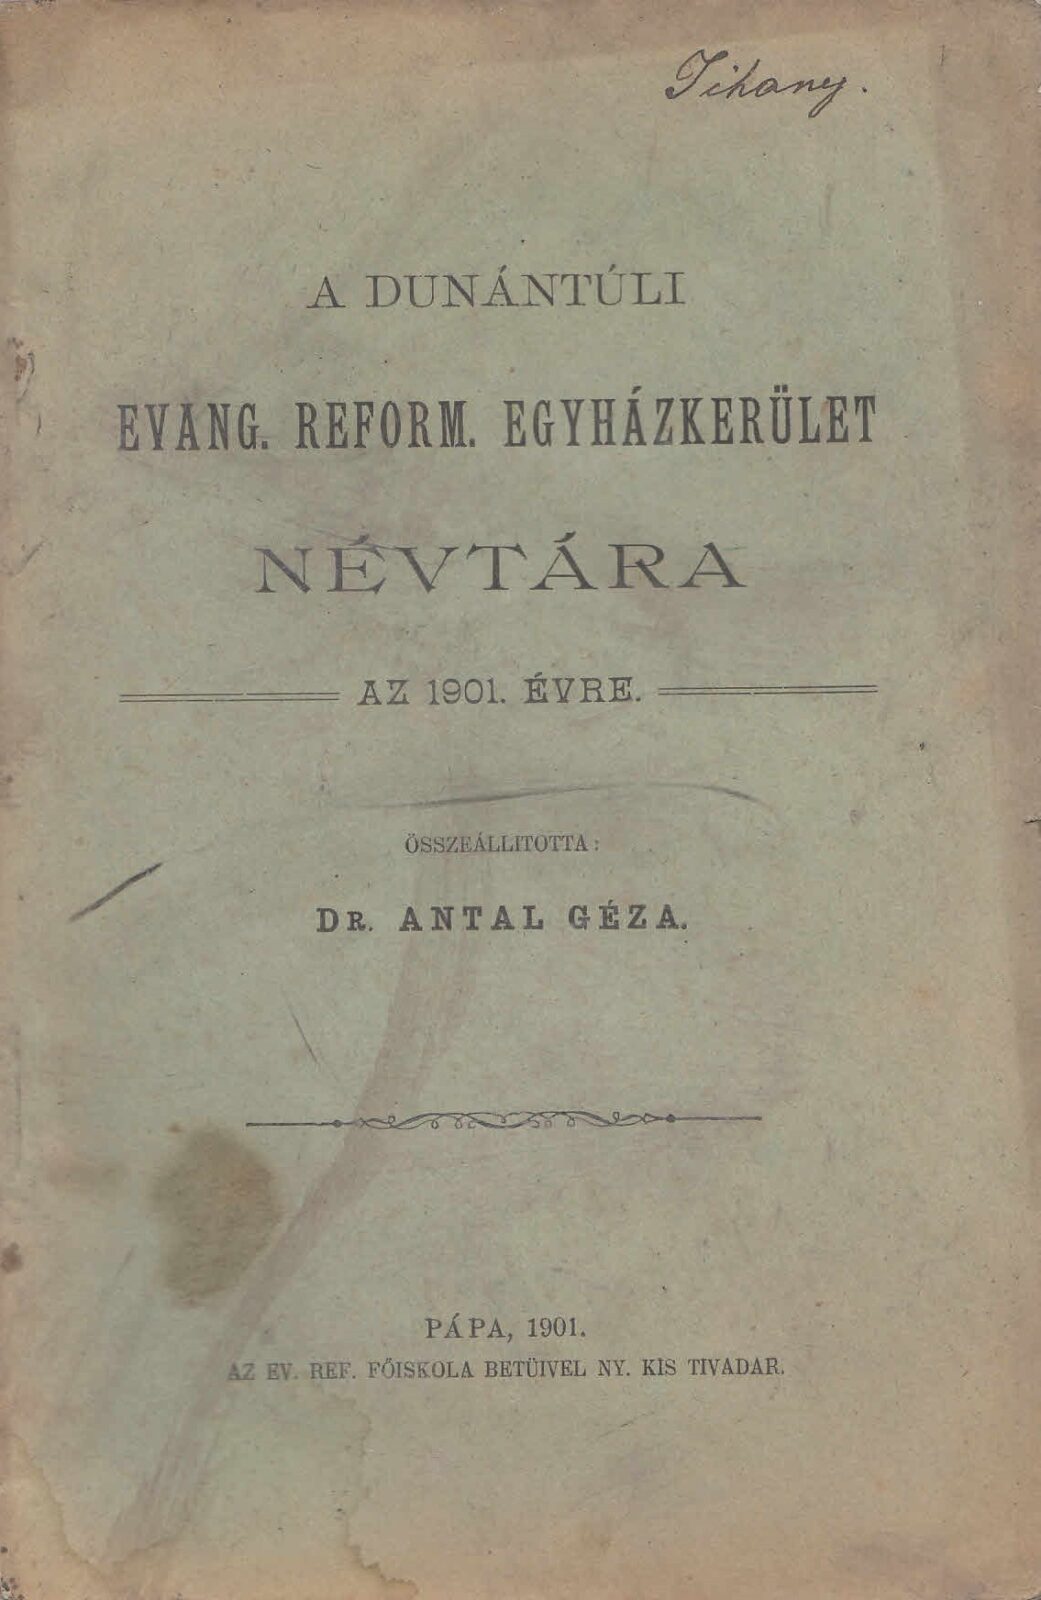 Tihany.
A DUNÁNTÚLI
EVANG. REFORM. EGYHÁZKERÜLET
NÉVTÁRA
AZ 1901. ÉVRE.
ÖSSZEÁLLITOTTA:
DR. ANTAL GÉZA.
PÁPA, 1901.
AZ EV. REF. FŐISKOLA BETÜIVEL NY. KIS TIVADAR.